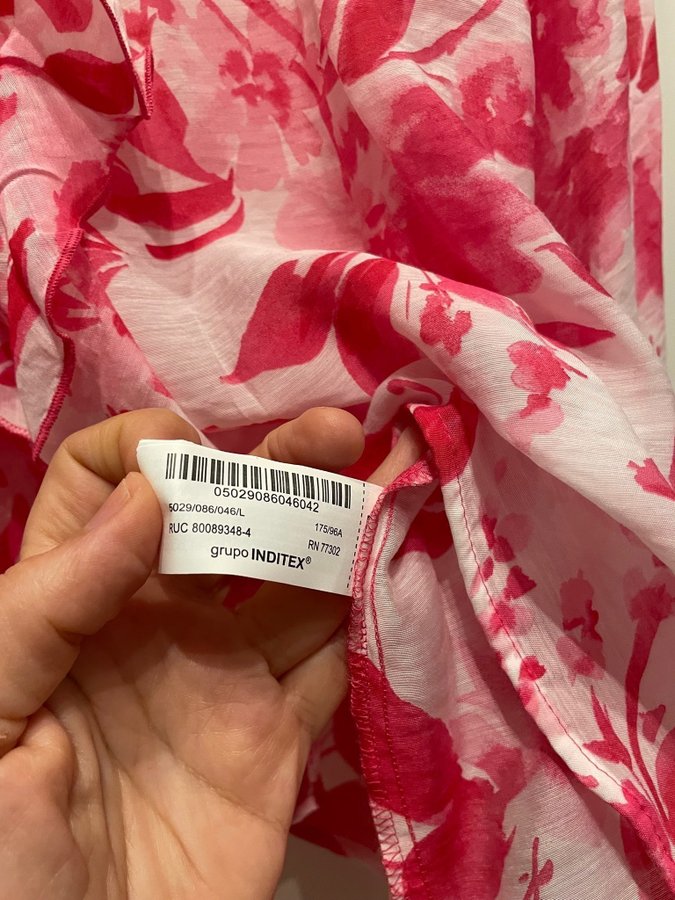 05029086046042
5029/086/046/L
175/96A
RUC 80089348-4
RN 77302
grupo INDITEX®